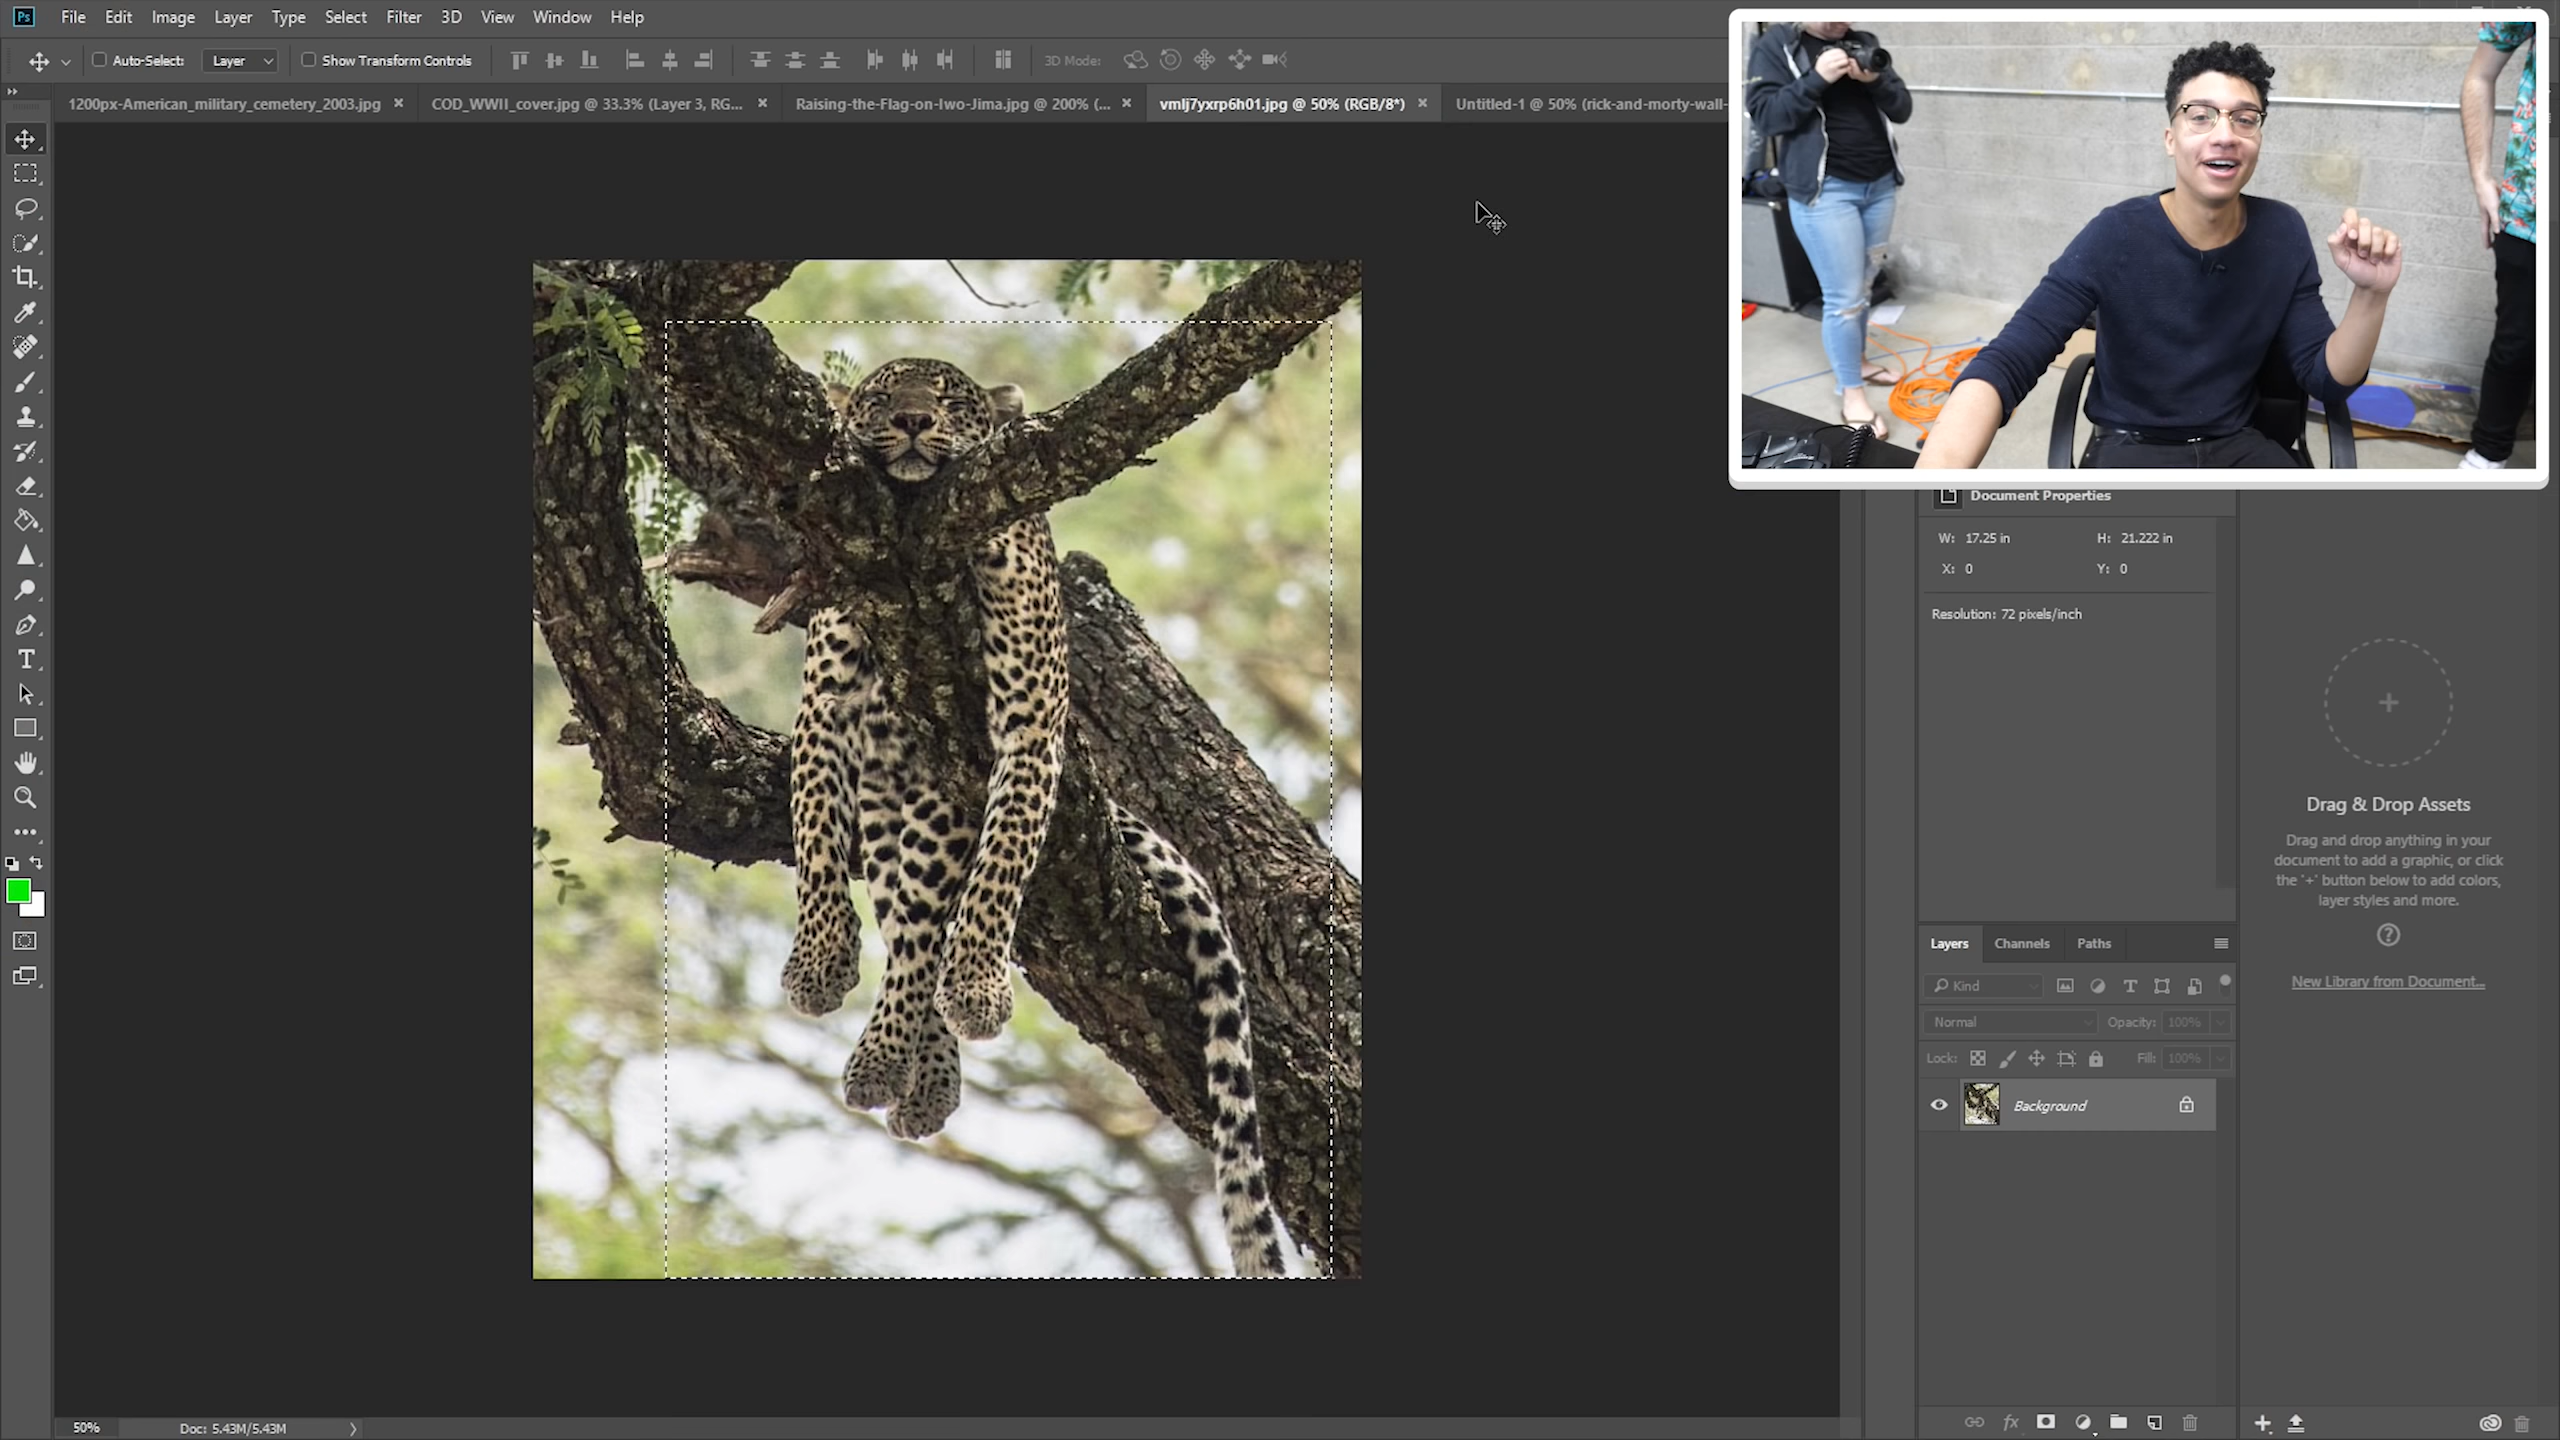 Ps File Edit Image Layer Select Type Select Filter 3D View Window Help
Auto-Select: Layer Show Transform Controls 3D Mode:
1200px-American_military_cemetery_2003.jpg × COD_WWII_cover.jpg @ 33.3% (Layer 3, RG... × Raising-the-Flag-on-Iwo-Jima.jpg @ 200% (... × vmlj7yxrp6h01.jpg @ 50% (RGB/8*) × Untitled-1 @ 50% (rick-and-morty-wall-
Document Properties
W: 17.25 in H: 21.222 in
X: 0 Y: 0
Resolution: 72 pixels/inch
Drag & Drop Assets
Drag and drop anything in your
document to add a graphic, or click
the '+' button below to add colors,
layer styles and more.
New Library from Document...
Layers Channels Paths
Kind
Normal Opacity: 100%
Lock: Fill: 100%
Background
fx
50% Doc: 5.43M/5.43M